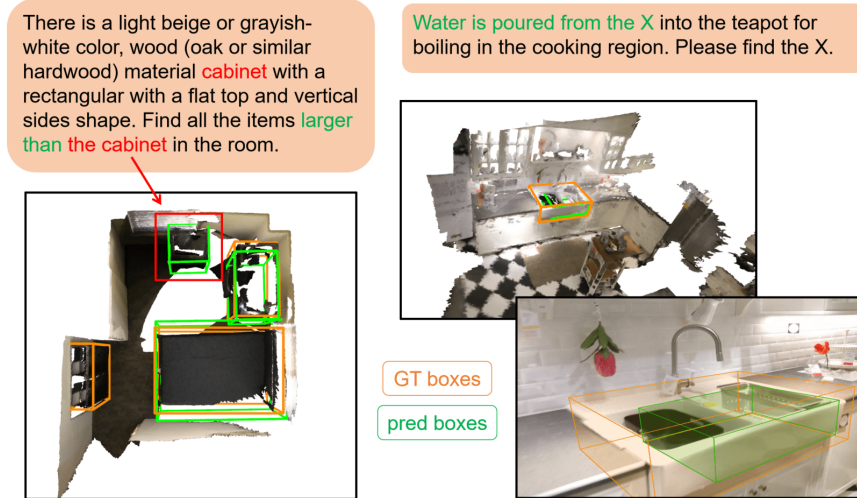 There is a light beige or grayish-
white color, wood (oak or similar
hardwood) material cabinet with a
rectangular with a flat top and vertical
sides shape. Find all the items larger
than the cabinet in the room.
Water is poured from the X into the teapot for
boiling in the cooking region. Please find the X.
GT boxes
pred boxes